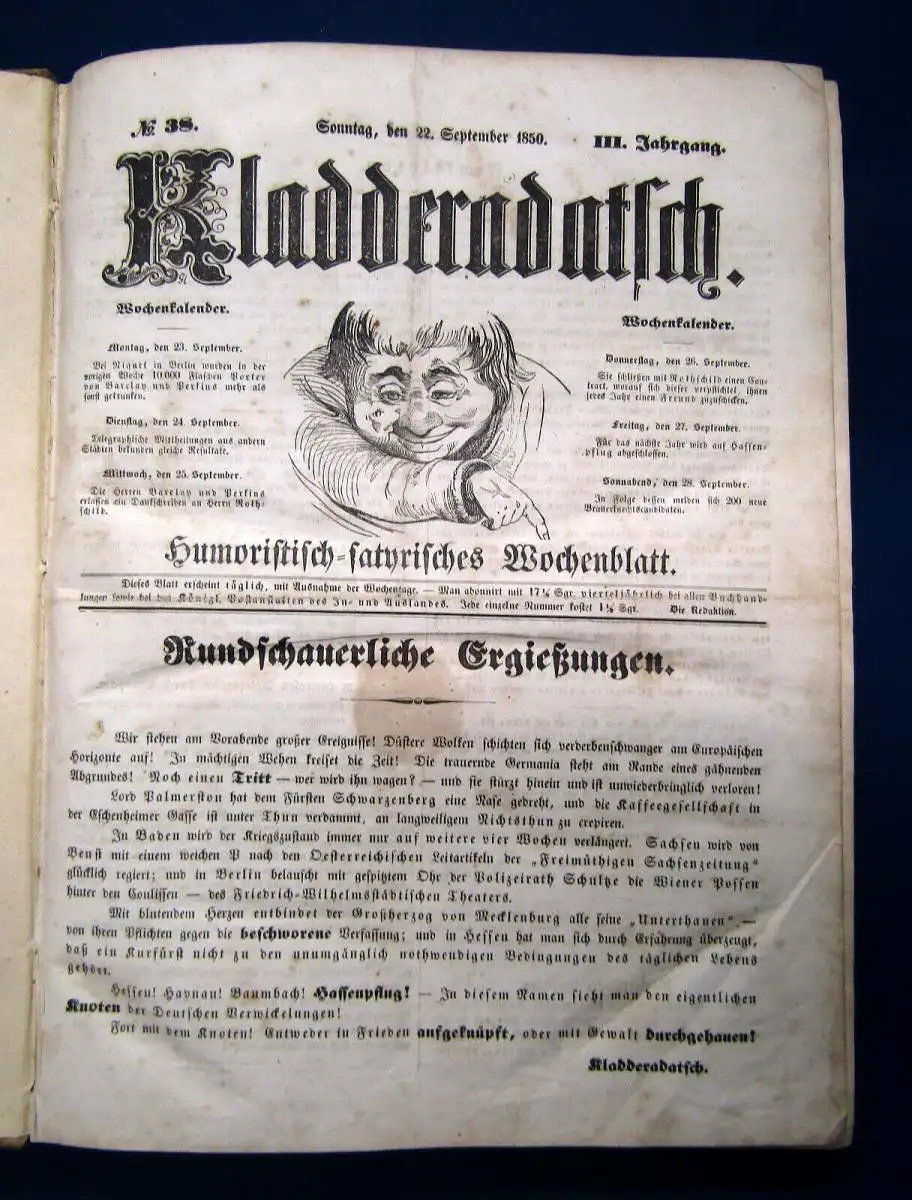 № 38.
Sonntag, den 22. September 1850.
III. Jahrgang.
Kladderadatsch.
Wochenkalender.
Montag, den 23. September.
Bei Niquet in Berlin wurden in der
vorigen Woche 10,000 Flaschen Porter
von Barclay und Perkins mehr als
sonst getrunken.
Dienstag, den 24. September.
Telegraphische Mittheilungen aus andern
Städten bekunden gleiche Resultate.
Mittwoch, den 25. September.
Die Herren Barclay und Perkins
erlassen ein Dankschreiben an Herrn Roth-
schild.
Wochenkalender.
Donnerstag, den 26. September.
Sie schließen mit Rothschild einen Con-
tract, worauf sich dieser verpflichtet, ihnen
jedes Jahr einen Freund zuzuschicken.
Freitag, den 27. September.
Für das nächste Jahr wird auf Hassen-
pflug abgeschlossen.
Sonnabend, den 28. September.
In Folge dessen melden sich 200 neue
Brauerknechtscandidaten.
Humoristisch-satyrisches Wochenblatt.
Dieses Blatt erscheint täglich, mit Ausnahme der Wochentage. — Man abonnirt mit 17½ Sgr. vierteljährlich bei allen Buchhand-
lungen sowie bei den Königl. Postanstalten des In- und Auslandes. Jede einzelne Nummer kostet 1½ Sgr. Die Redaktion.
Rundschauerliche Ergießungen.
Wir stehen am Vorabende großer Ereignisse! Düstere Wolken schichten sich verderbenschwanger am Europäischen
Horizonte auf! In mächtigen Wehen kreiset die Zeit! Die trauernde Germania steht am Rande eines gähnenden
Abgrundes! Noch einen Tritt — wer wird ihn wagen? — und sie stürzt hinein und ist unwiederbringlich verloren!
Lord Palmerston hat dem Fürsten Schwarzenberg eine Nase gedreht, und die Kaffeegesellschaft in
der Eschenheimer Gasse ist unter Thun verdammt, an langweiligem Nichtsthun zu crepiren.
In Baden wird der Kriegszustand immer nur auf weitere vier Wochen verlängert. Sachsen wird von
Beust mit einem weichen P nach den Oesterreichischen Leitartikeln der „Freimüthigen Sachsenzeitung“
glücklich regiert; und in Berlin belauscht mit gespitztem Ohr der Polizeirath Schultze die Wiener Possen
hinter den Coulissen — des Friedrich-Wilhelmsstädtischen Theaters.
Mit blutendem Herzen entbindet der Großherzog von Mecklenburg alle seine „Unterthanen“ —
von ihren Pflichten gegen die beschworene Verfassung; und in Hessen hat man sich durch Erfahrung überzeugt,
daß ein Kurfürst nicht zu den unumgänglich nothwendigen Bedingungen des täglichen Lebens
gehört.
Hessen! Haynau! Baumbach! Hassenpflug! — In diesem Namen sieht man den eigentlichen
Knoten der Deutschen Verwickelungen!
Fort mit dem Knoten! Entweder in Frieden aufgeknüpft, oder mit Gewalt durchgehauen!
Kladderadatsch.